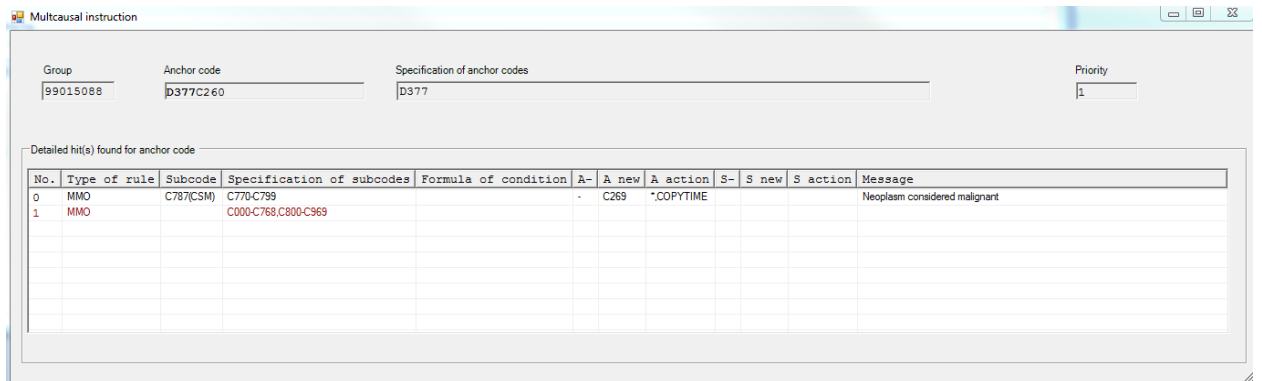 Multcausal instruction
Group Anchor code Specification of anchor codes Priority
99015088 D377C260 D377 1
Detailed hit(s) found for anchor code
No. Type of rule Subcode Specification of subcodes Formula of condition A- A new A action S- S new S action Message
0 MMO C787(CSM) C770-C799 - C269 *,COPYTIME Neoplasm considered malignant
1 MMO C000-C768,C800-C969